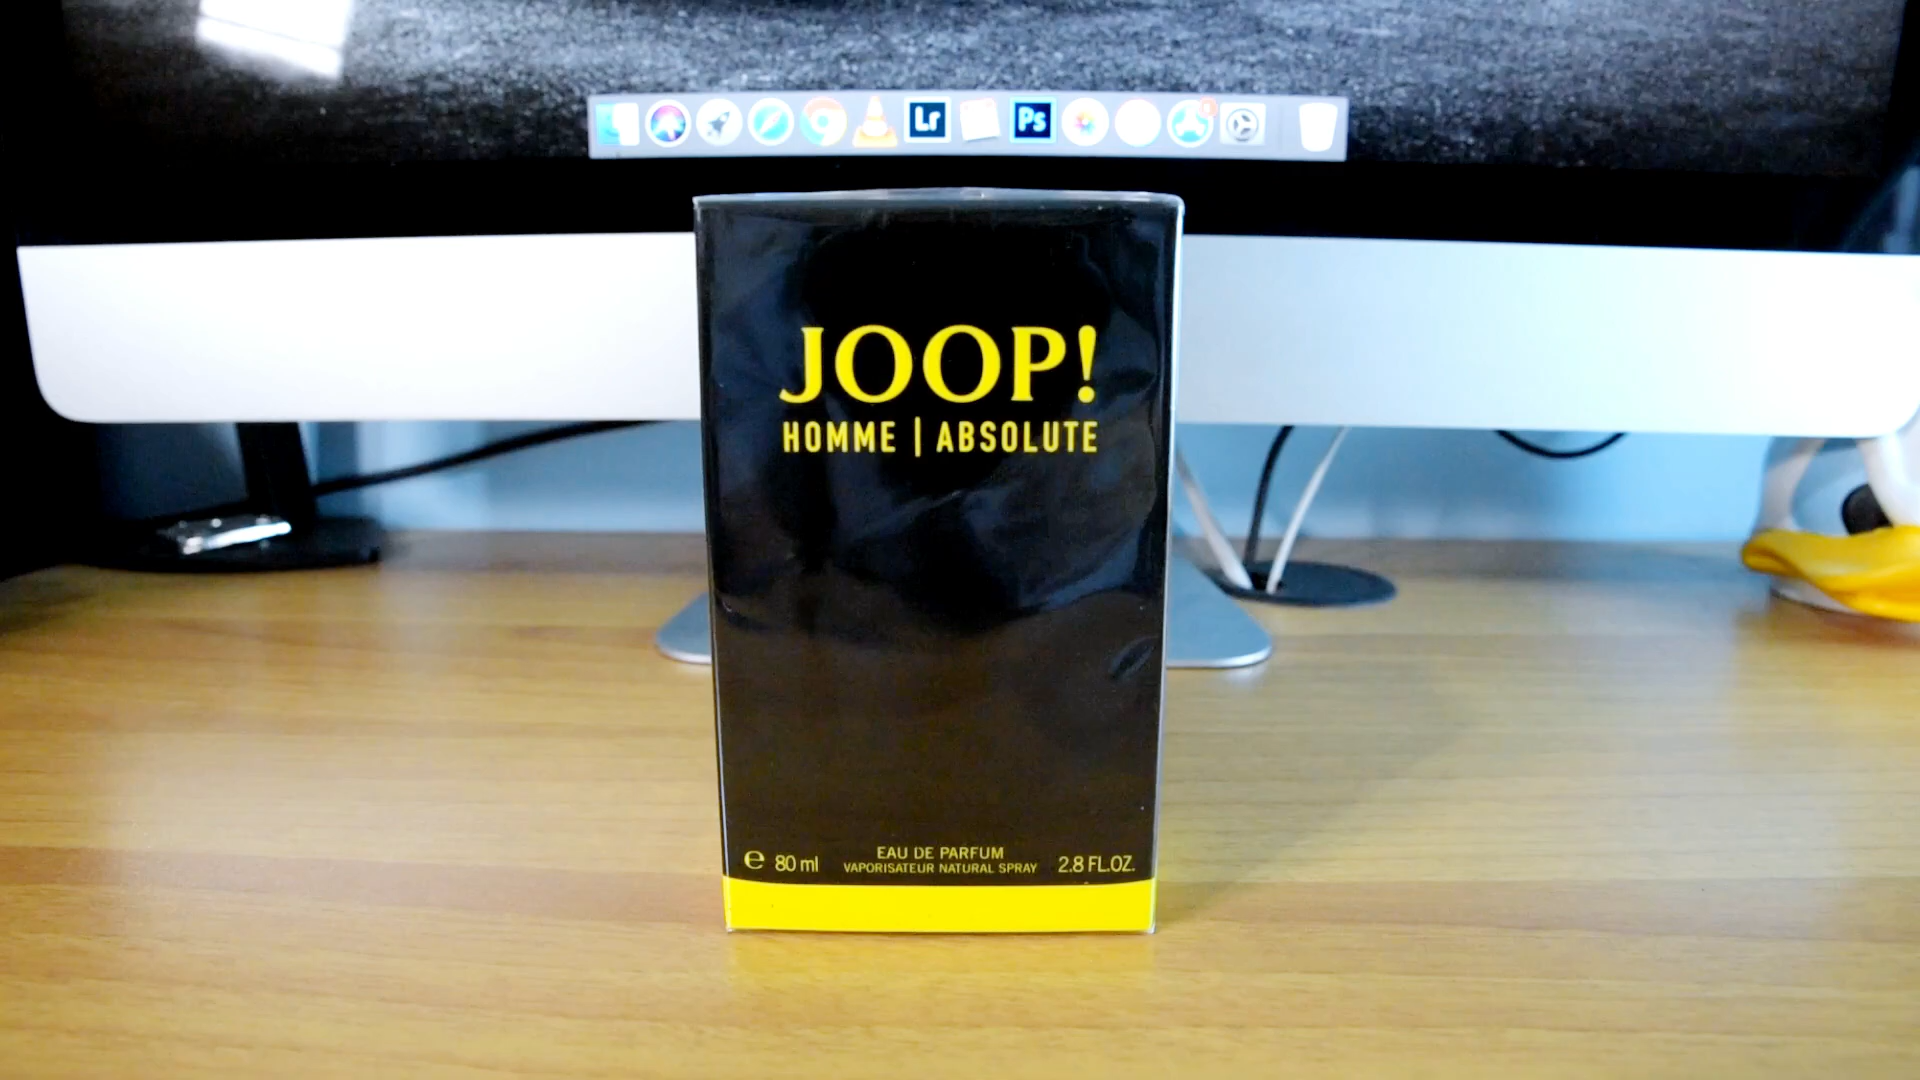 Lr
Ps
JOOP!
HOMME | ABSOLUTE
EAU DE PARFUM
℮ 80 ml VAPORISATEUR NATURAL SPRAY 2.8 FL.OZ.